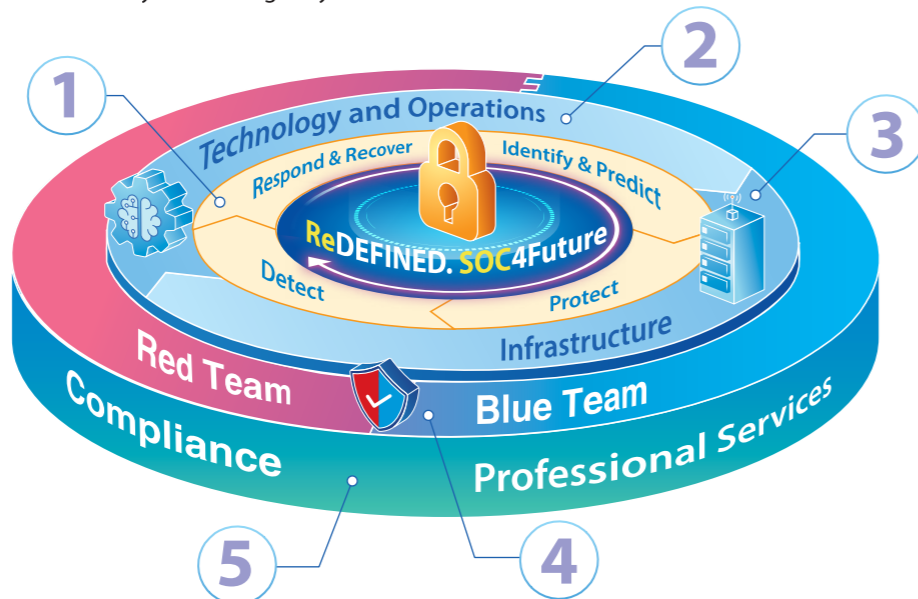 2
1
3
Technology and Operations
Respond & Recover
Identify & Predict
ReDEFINED. SOC4Future
Detect
Protect
Infrastructure
Red Team
Blue Team
Compliance
Professional Services
5
4